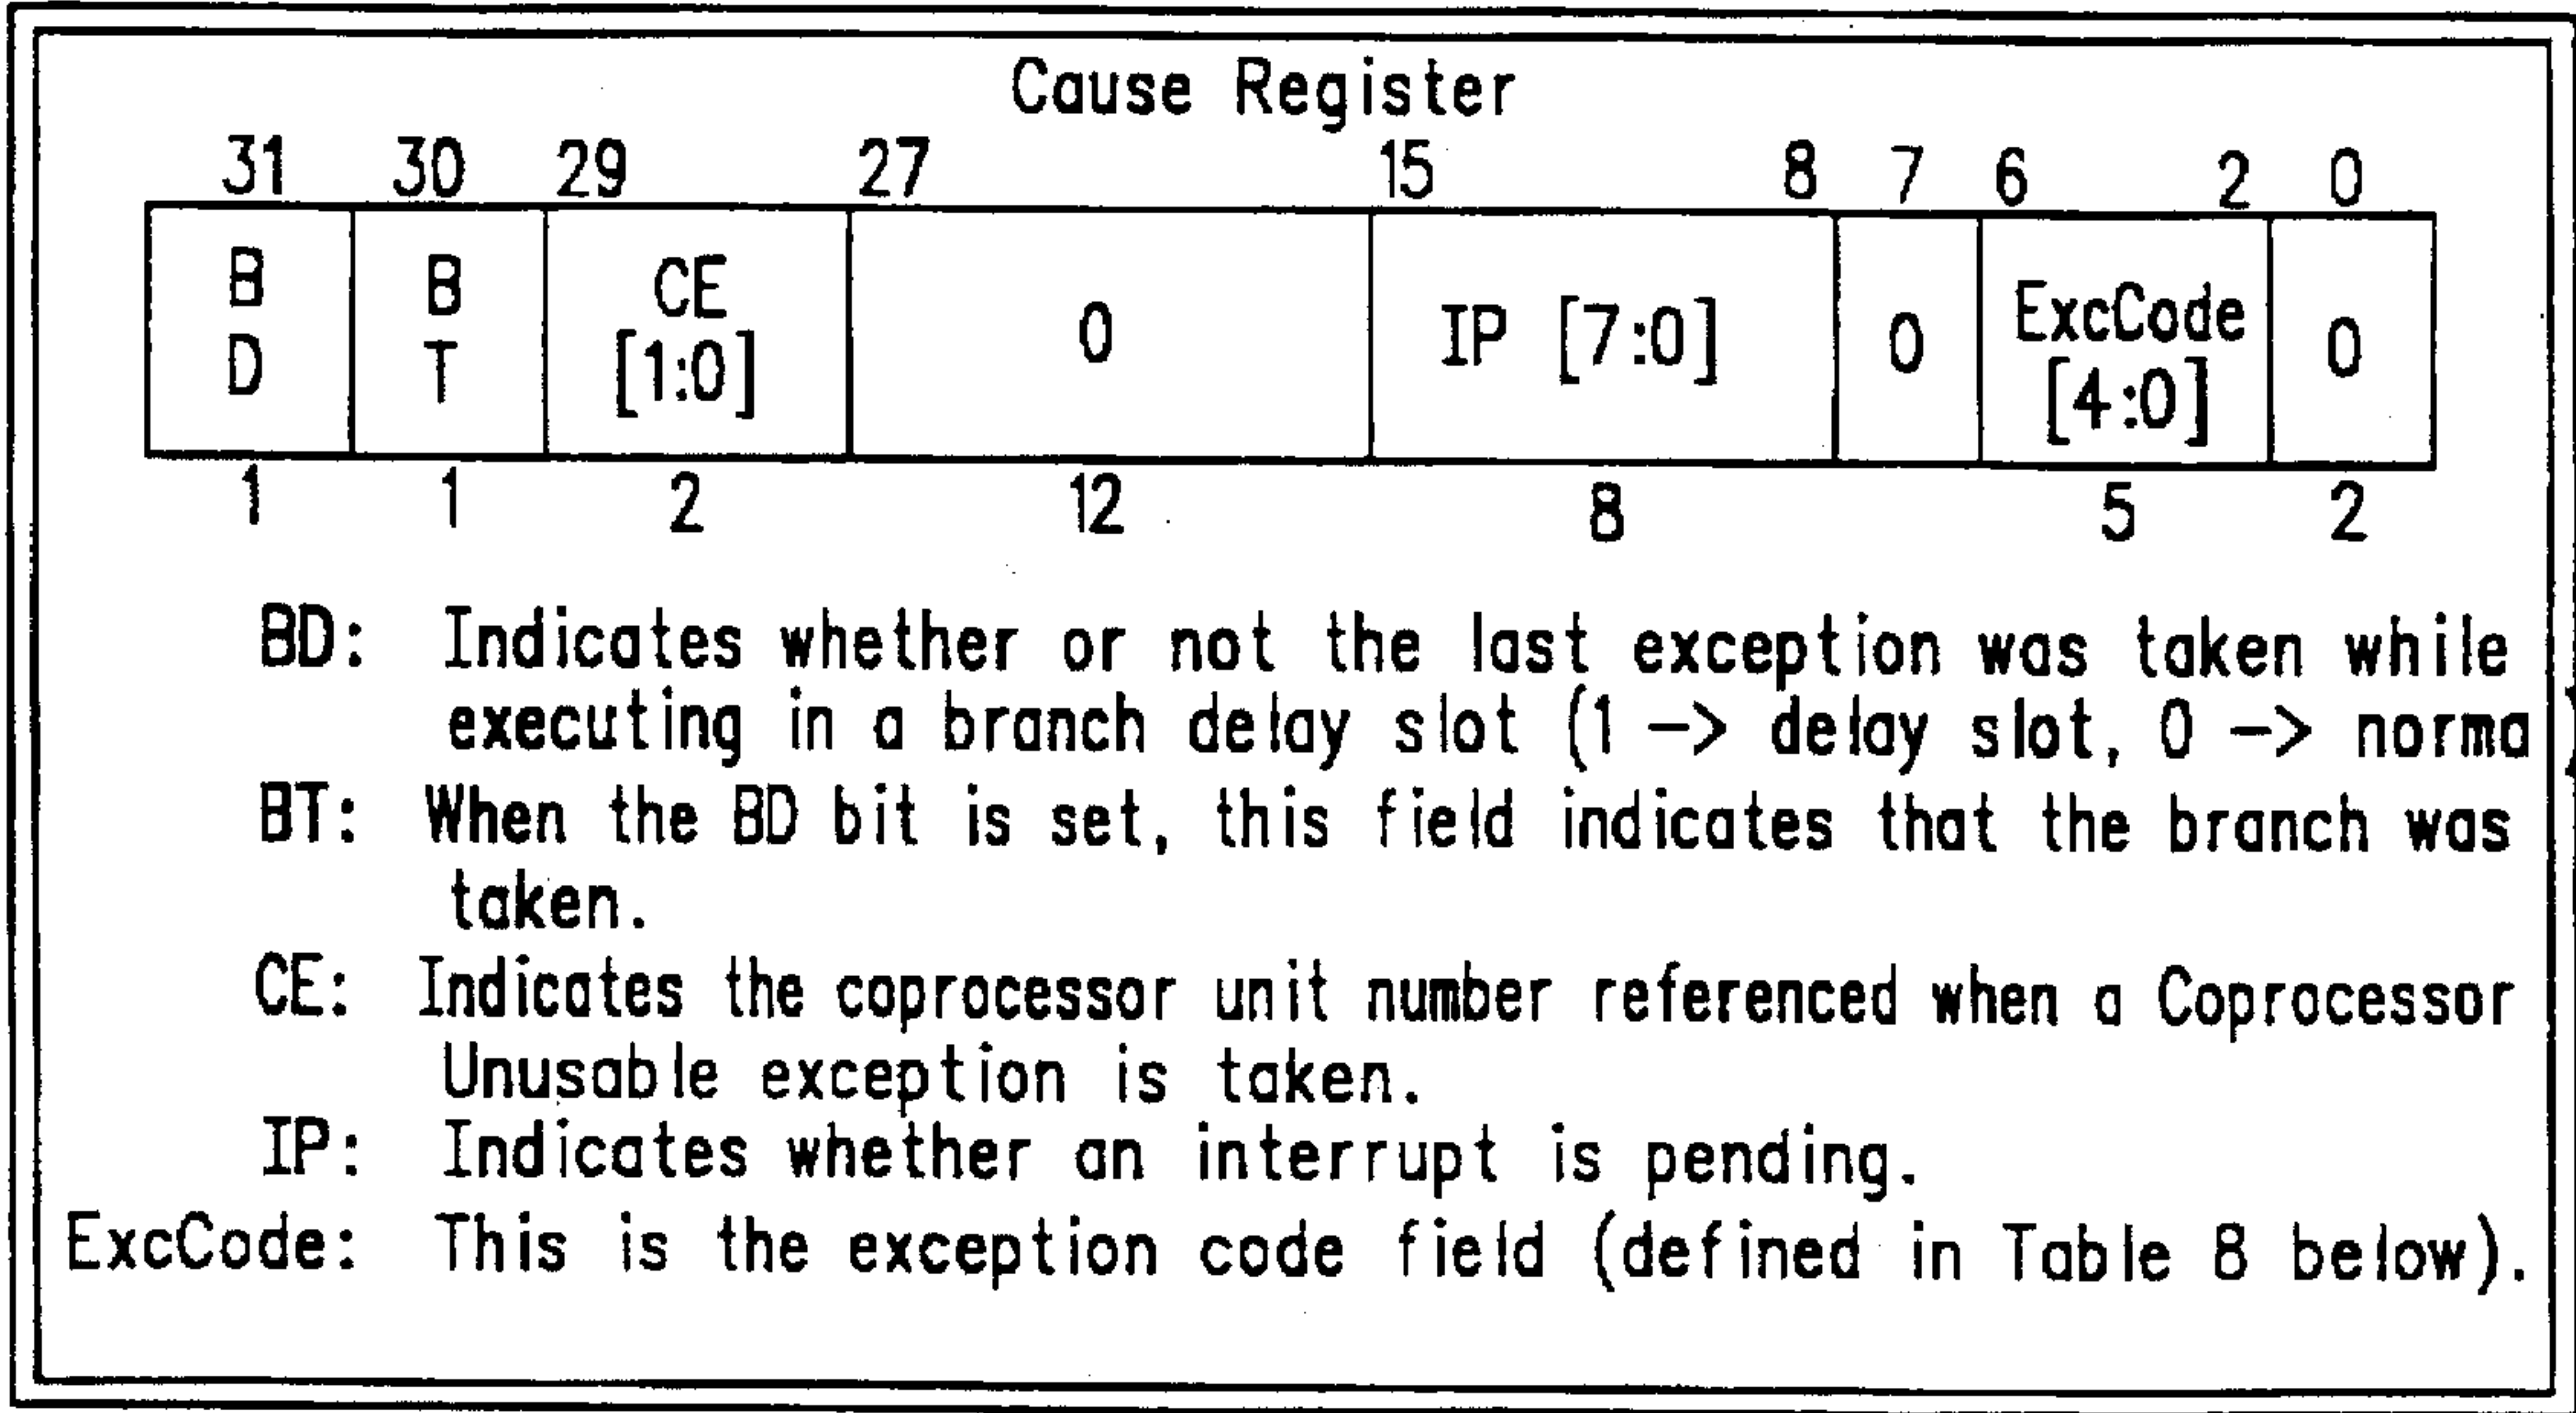 Cause Register
31 30 29 27 15 8 7 6 2 0
B D B T CE [1:0] 0 IP [7:0] 0 ExcCode [4:0] 0
1 1 2 12 8 5 2
BD: Indicates whether or not the last exception was taken while
executing in a branch delay slot (1 -> delay slot, 0 -> norma
BT: When the BD bit is set, this field indicates that the branch was
taken.
CE: Indicates the coprocessor unit number referenced when a Coprocessor
Unusable exception is taken.
IP: Indicates whether an interrupt is pending.
ExcCode: This is the exception code field (defined in Table 8 below).